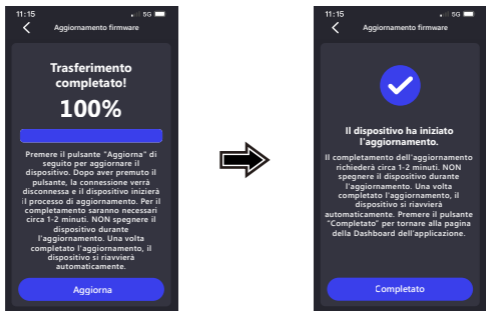 11:15
5G
Aggiornamento firmware
Trasferimento
completato!
100%
Premere il pulsante "Aggiorna" di
seguito per aggiornare il
dispositivo. Dopo aver premuto il
pulsante, la connessione verrà
disconnessa e il dispositivo inizierà
il processo di aggiornamento. Per il
completamento saranno necessari
circa 1-2 minuti. NON spegnere il
dispositivo durante
l'aggiornamento. Una volta
completato l'aggiornamento, il
dispositivo si riavvierà
automaticamente.
Aggiorna
11:15
5G
Aggiornamento firmware
Il dispositivo ha iniziato
l'aggiornamento.
Il completamento dell'aggiornamento
richiederà circa 1-2 minuti. NON
spegnere il dispositivo durante
l'aggiornamento. Una volta
completato l'aggiornamento, il
dispositivo si riavvierà
automaticamente. Premere il pulsante
"Completato" per tornare alla pagina
della Dashboard dell'applicazione.
Completato